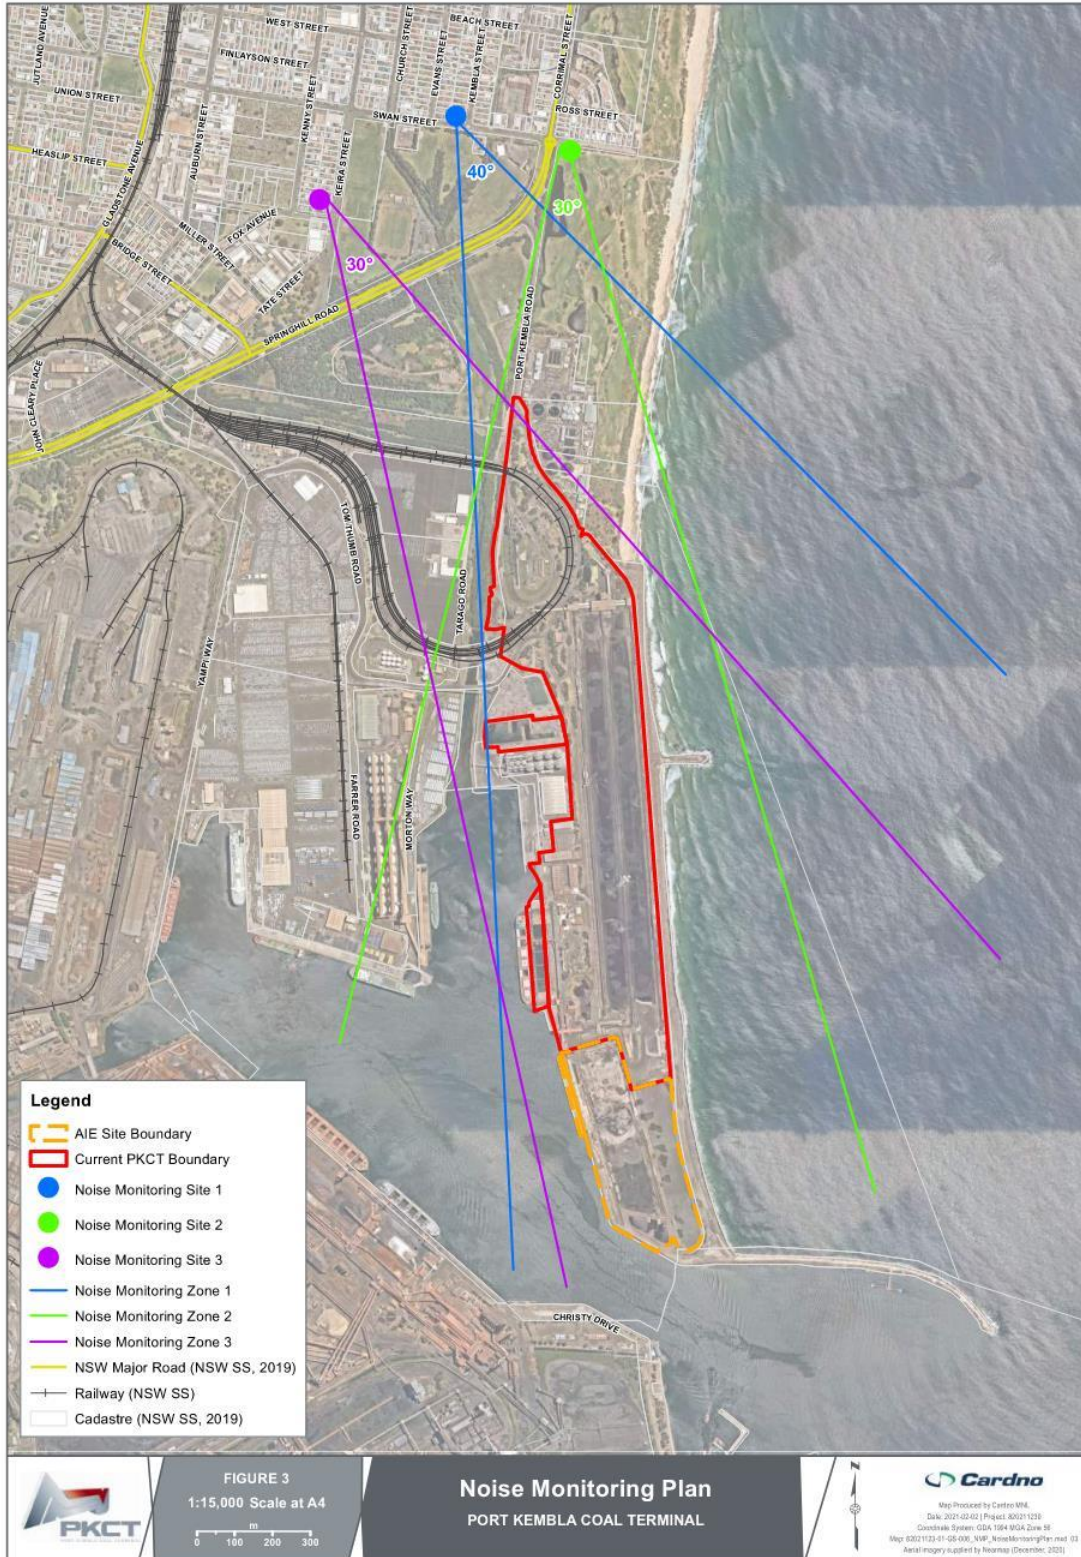 WEST STREET
BEACH STREET
JUTLAND AVENUE
FINLAYSON STREET
CHURCH STREET
EVANS STREET
KEMBLA STREET
CORRIMAL STREET
UNION STREET
KENNY STREET
SWAN STREET
ROSS STREET
HEASLIP STREET
AUBURN STREET
KEIRA STREET
GLADSTONE AVENUE
40°
30°
MILLER STREET
FOX AVENUE
BRIDGE STREET
30°
TATE STREET
SPRINGHILL ROAD
PORT KEMBLA ROAD
JOHN CLEARY PLACE
TOM THUMB ROAD
TARAGO ROAD
YAMPI WAY
FARRER ROAD
MORTON WAY
CHRISTY DRIVE
Legend
AIE Site Boundary
Current PKCT Boundary
Noise Monitoring Site 1
Noise Monitoring Site 2
Noise Monitoring Site 3
Noise Monitoring Zone 1
Noise Monitoring Zone 2
Noise Monitoring Zone 3
NSW Major Road (NSW SS, 2019)
Railway (NSW SS)
Cadastre (NSW SS, 2019)
PKCT
FIGURE 3
1:15,000 Scale at A4
m
0 100 200 300
Noise Monitoring Plan
PORT KEMBLA COAL TERMINAL
N
Cardno
Map Produced by Cardno MNL
Date: 2021-02-02 | Project: 820211230
Coordinate System: GDA 1994 MGA Zone 56
Aerial imagery supplied by Nearmap (December, 2020)